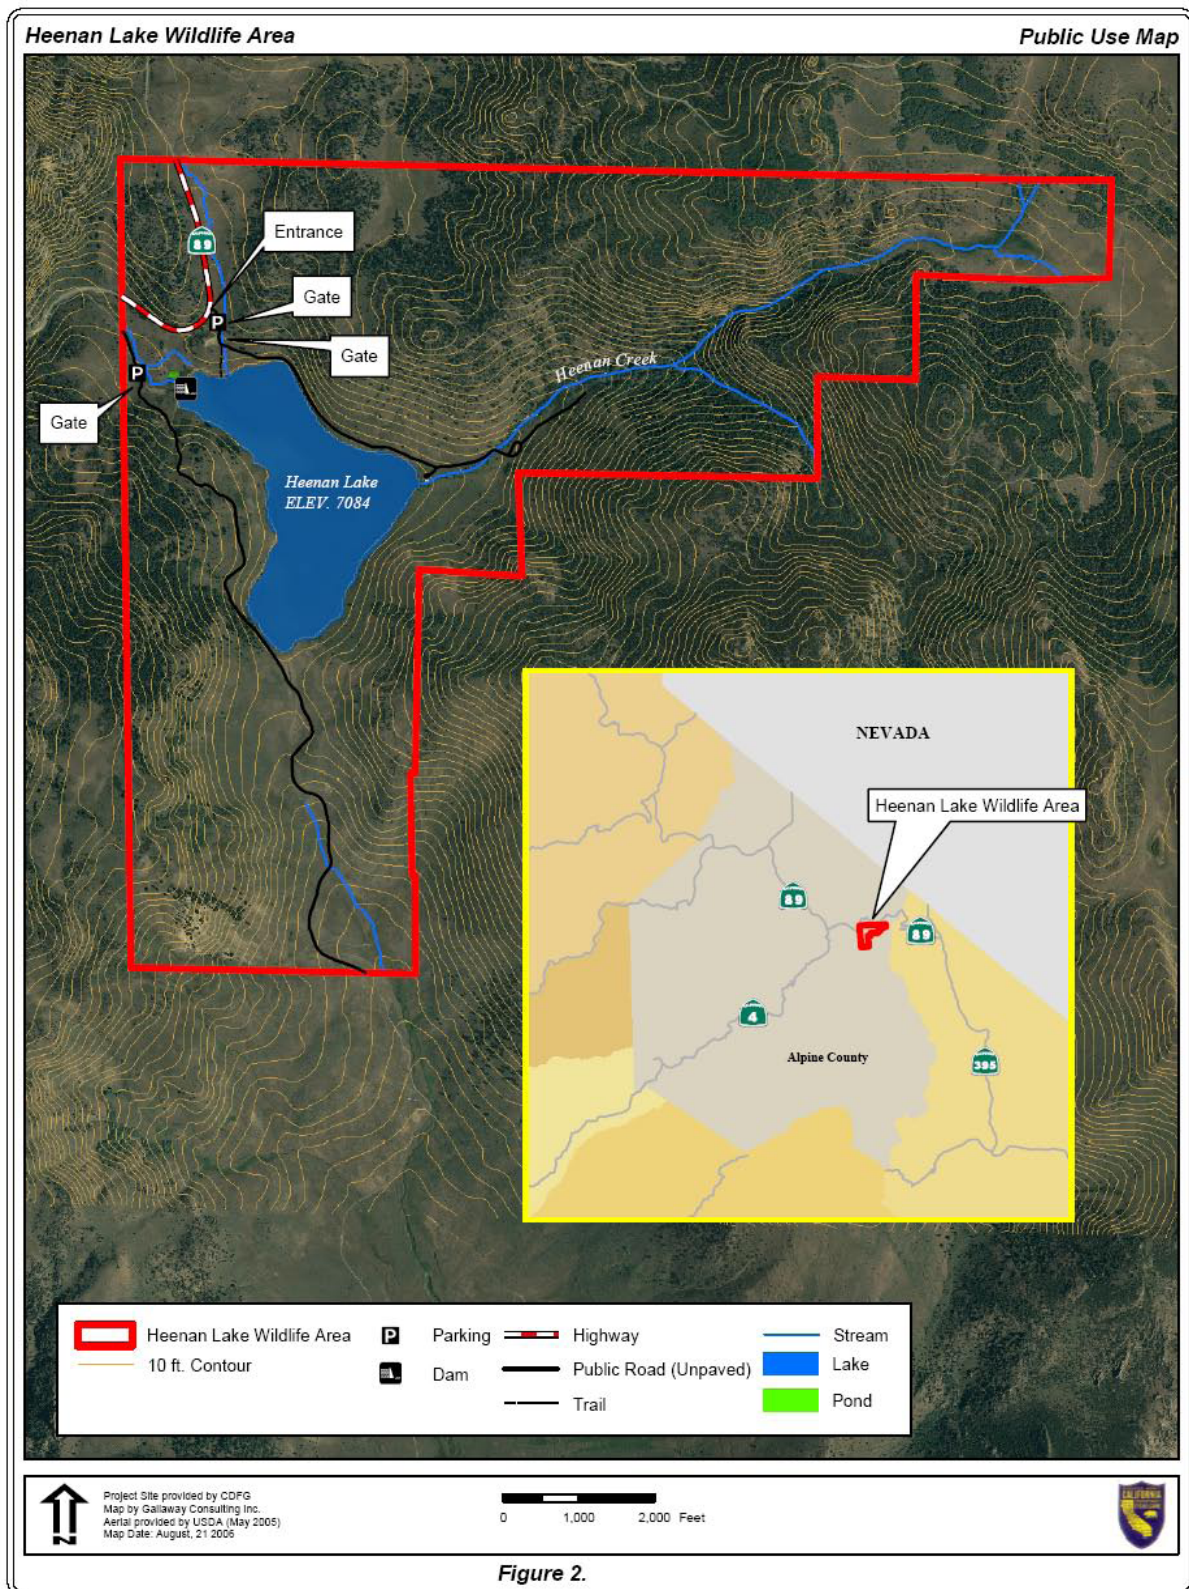 Heenan Lake Wildlife Area
Public Use Map
89
Entrance
Gate
Gate
P
P
Gate
Heenan Creek
Heenan Lake
ELEV. 7084
NEVADA
Heenan Lake Wildlife Area
89
89
4
Alpine County
395
Heenan Lake Wildlife Area
10 ft. Contour
P
Parking
Dam
Highway
Public Road (Unpaved)
Trail
Stream
Lake
Pond
N
Project Site provided by CDFG
Map by Gallaway Consulting Inc.
Aerial provided by USDA (May 2005)
Map Date: August, 21 2006
0 1,000 2,000 Feet
CALIFORNIA
Figure 2.